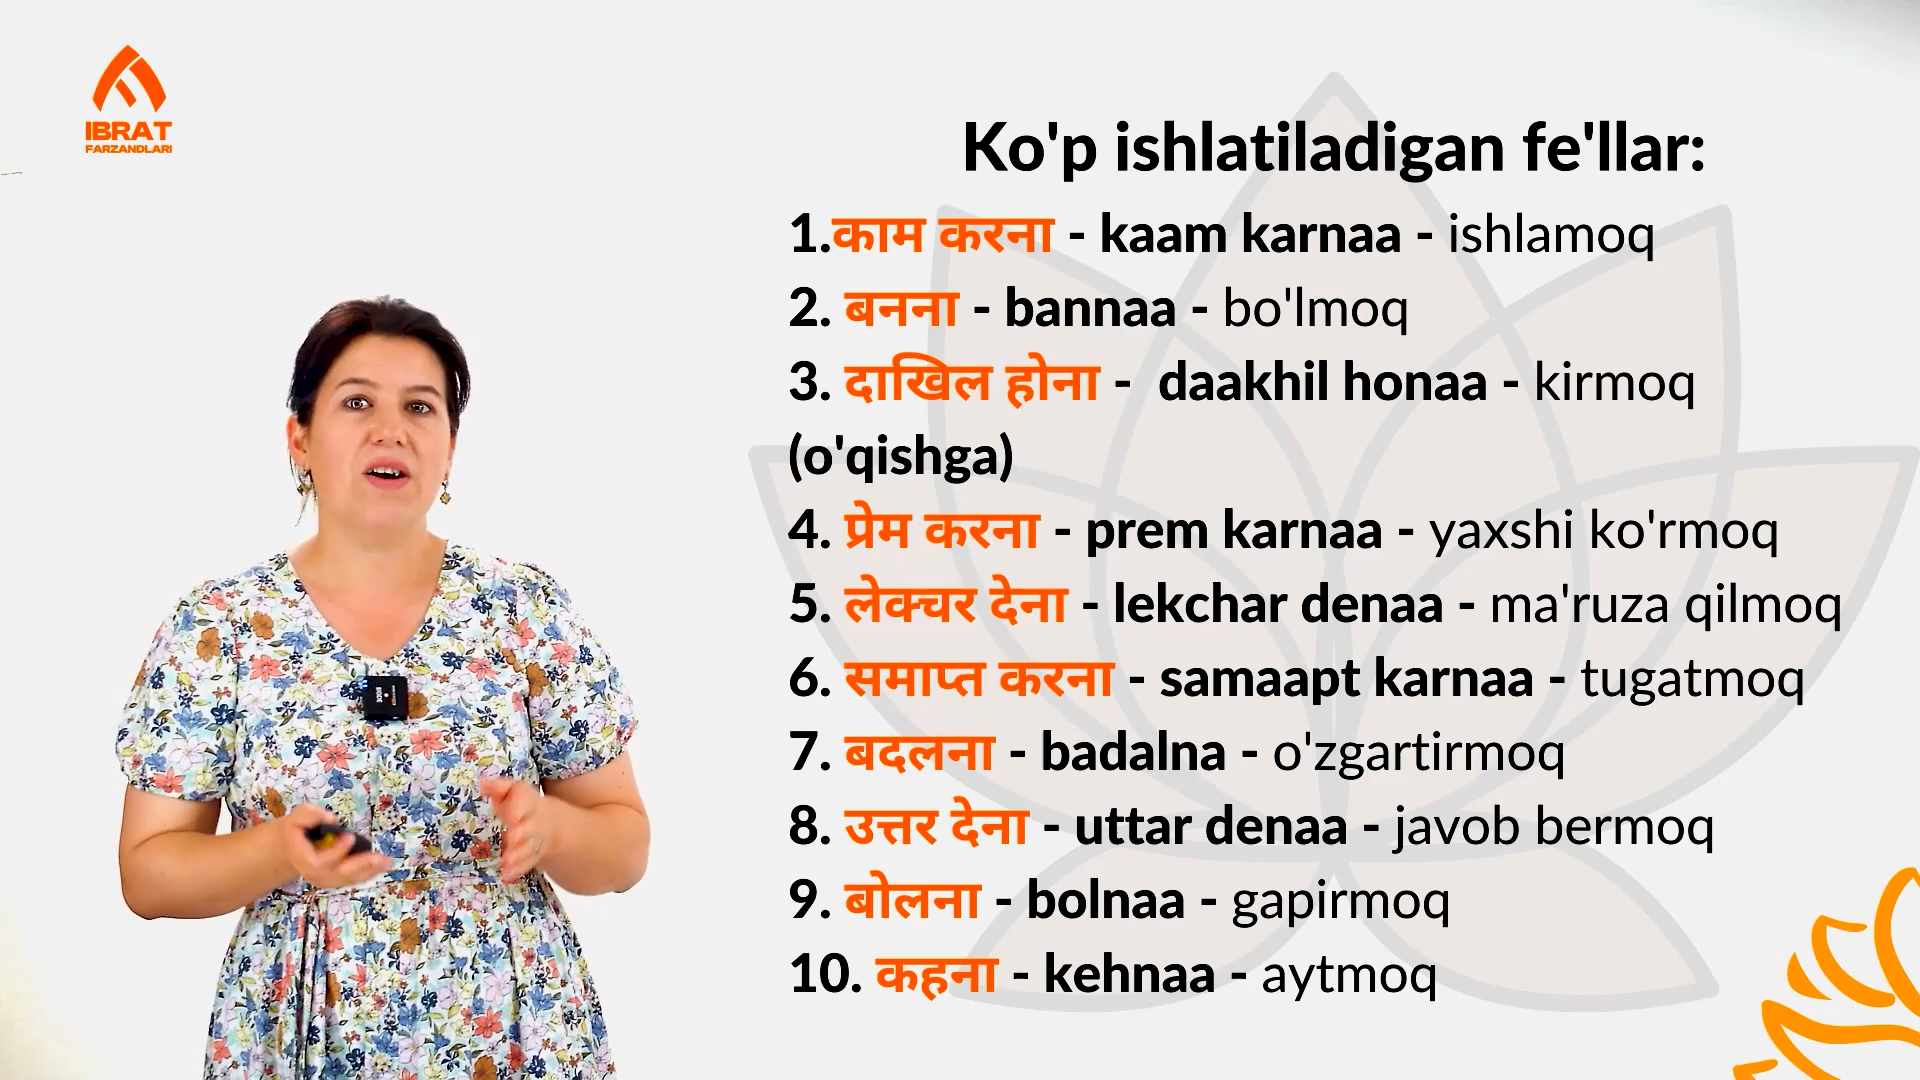 IBRAT
FARZANDLARI
Ko'p ishlatiladigan fe'llar:
1.काम करना - kaam karnaa - ishlamoq
2. बनना - bannaa - bo'lmoq
3. दाखिल होना - daakhil honaa - kirmoq
(o'qishga)
4. प्रेम करना - prem karnaa - yaxshi ko'rmoq
5. लेक्चर देना - lekchar denaa - ma'ruza qilmoq
6. समाप्त करना - samaapt karnaa - tugatmoq
7. बदलना - badalna - o'zgartirmoq
8. उत्तर देना - uttar denaa - javob bermoq
9. बोलना - bolnaa - gapirmoq
10. कहना - kehnaa - aytmoq